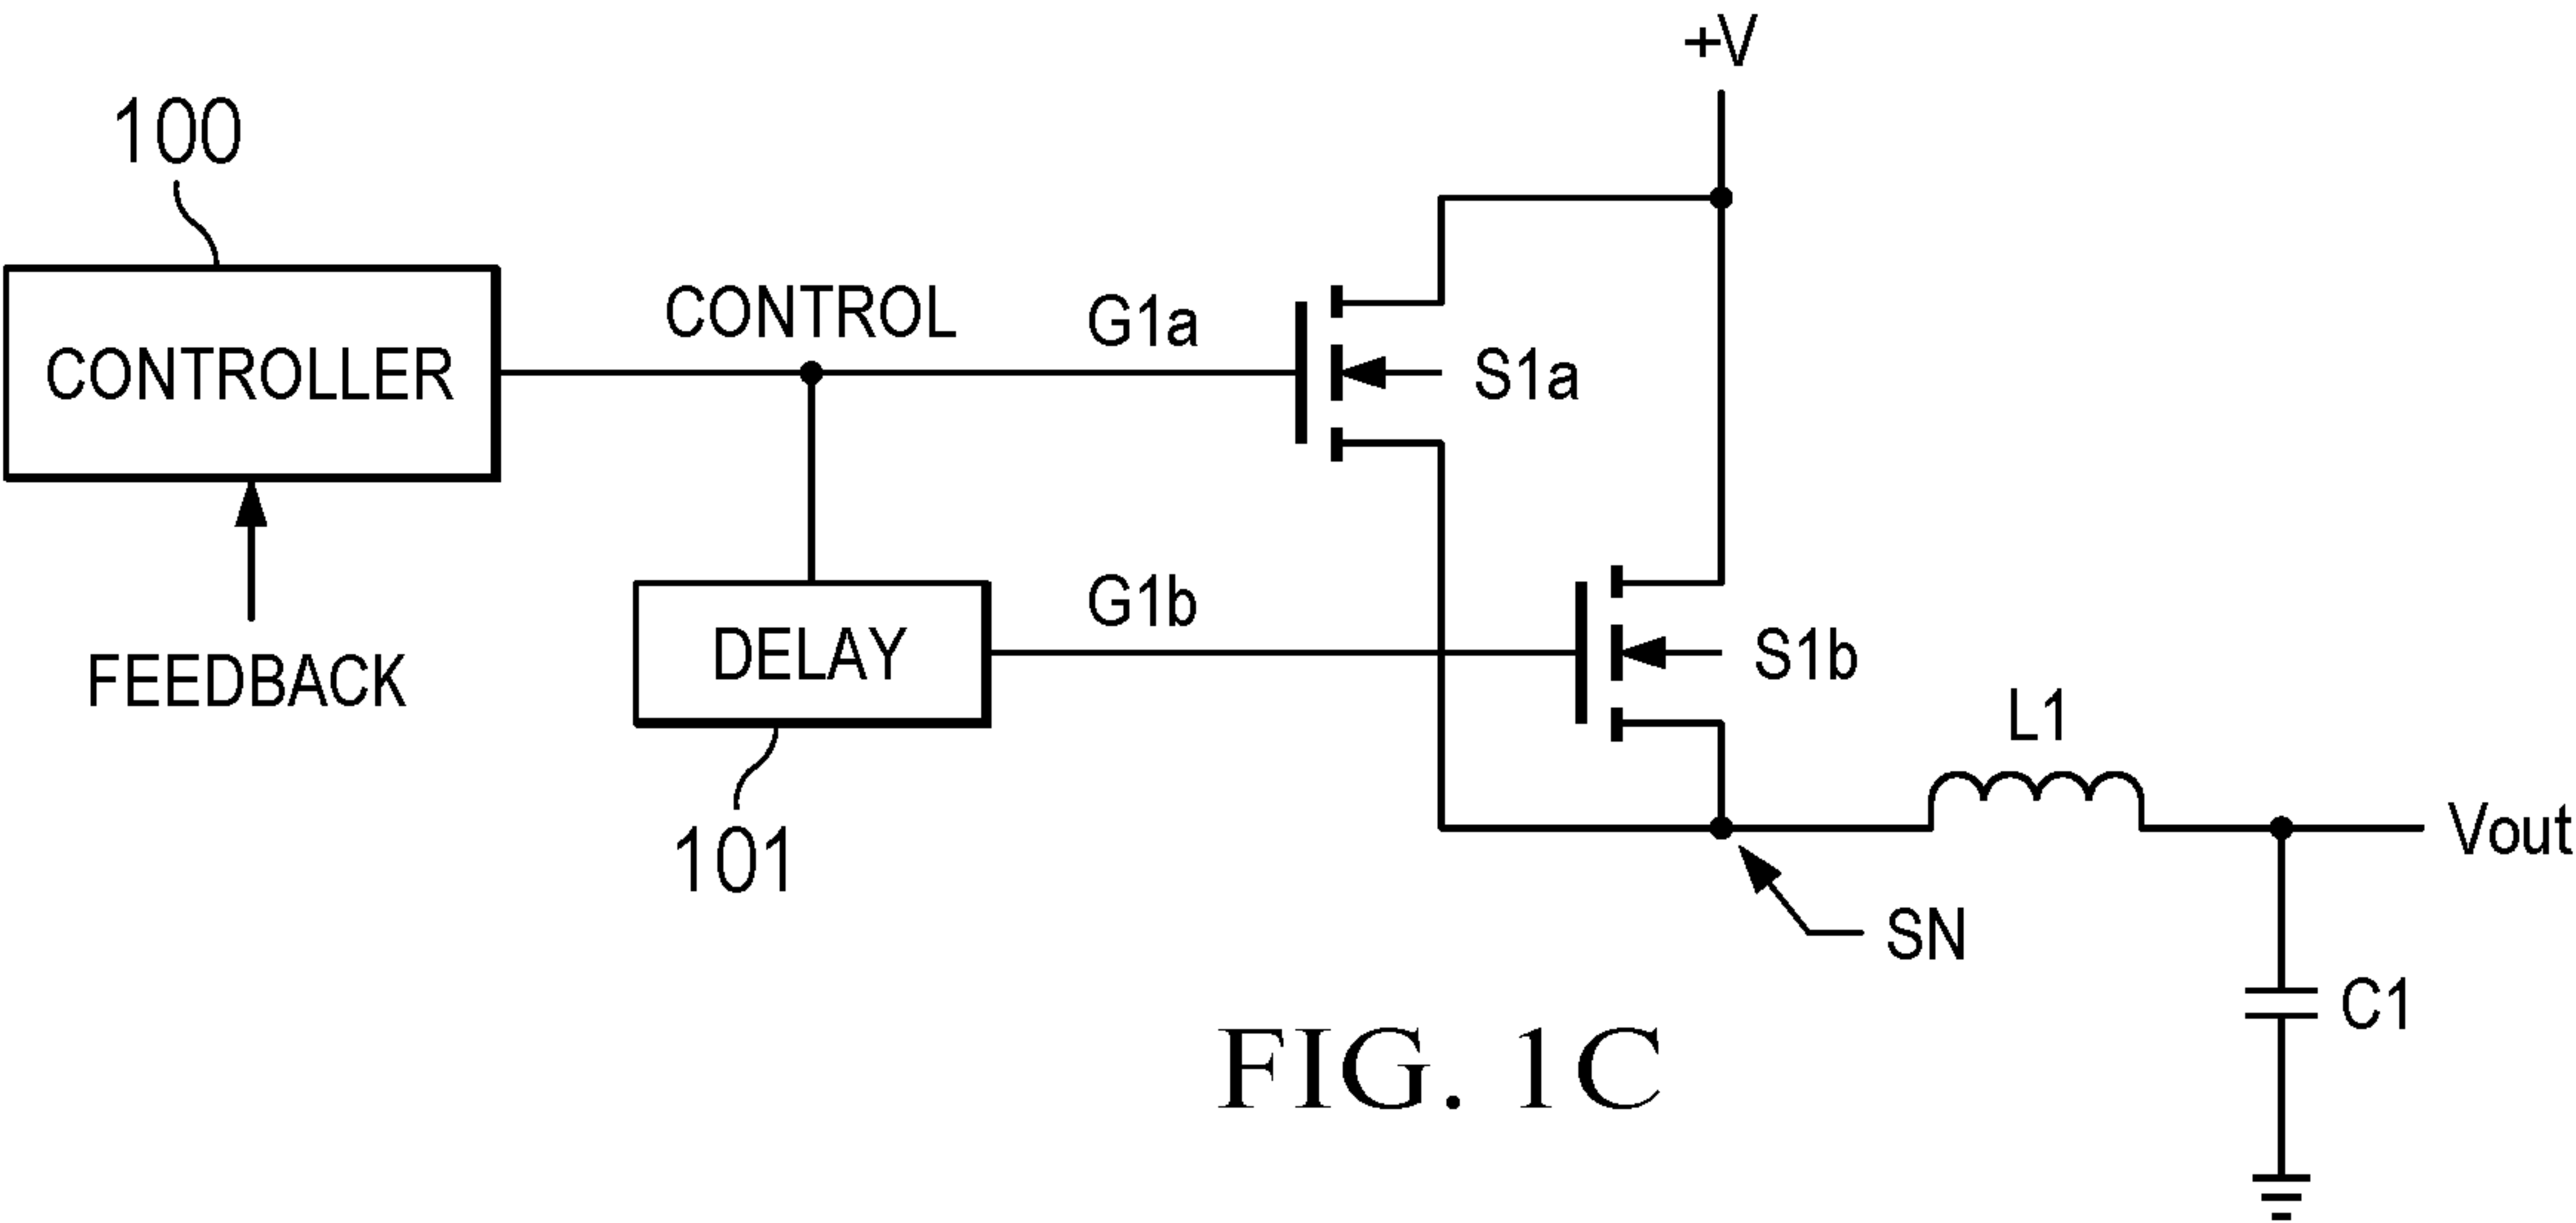 +V
100
CONTROLLER
CONTROL
G1a
S1a
FEEDBACK
DELAY
G1b
S1b
101
L1
Vout
SN
C1
FIG. 1C